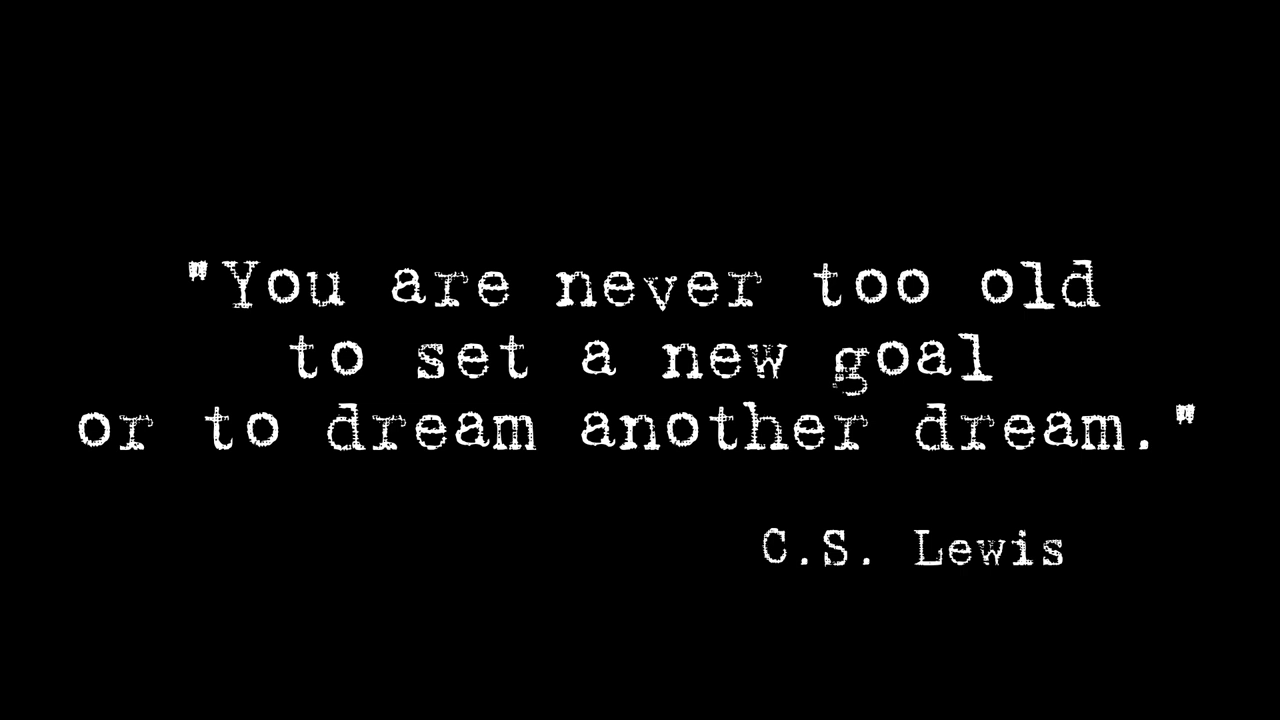 "You are never too old
to set a new goal
or to dream another dream."
C.S. Lewis